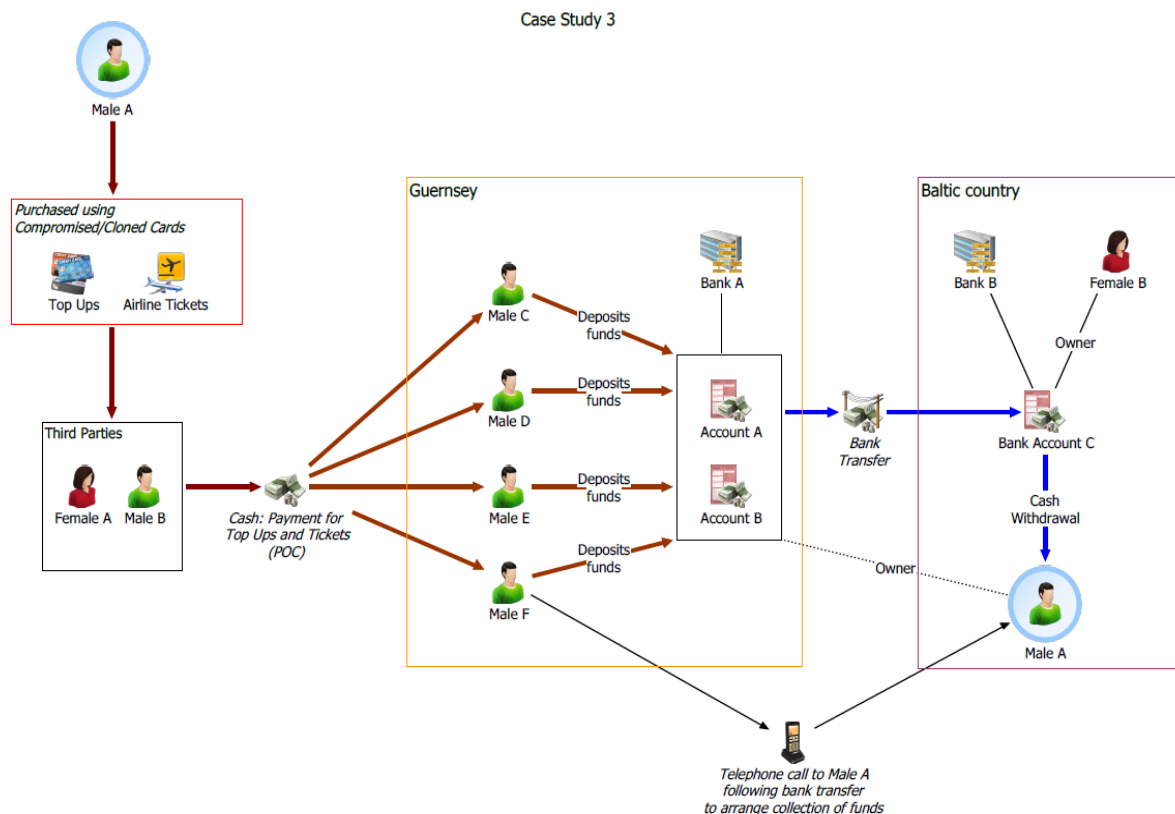 Case Study 3
Male A
Purchased using
Compromised/Cloned Cards
Top Ups
Airline Tickets
Third Parties
Female A
Male B
Cash: Payment for
Top Ups and Tickets
(POC)
Guernsey
Male C
Male D
Male E
Male F
Deposits
funds
Deposits
funds
Deposits
funds
Deposits
funds
Bank A
Account A
Account B
Bank
Transfer
Owner
Baltic country
Bank B
Female B
Owner
Bank Account C
Cash
Withdrawal
Male A
Telephone call to Male A
following bank transfer
to arrange collection of funds